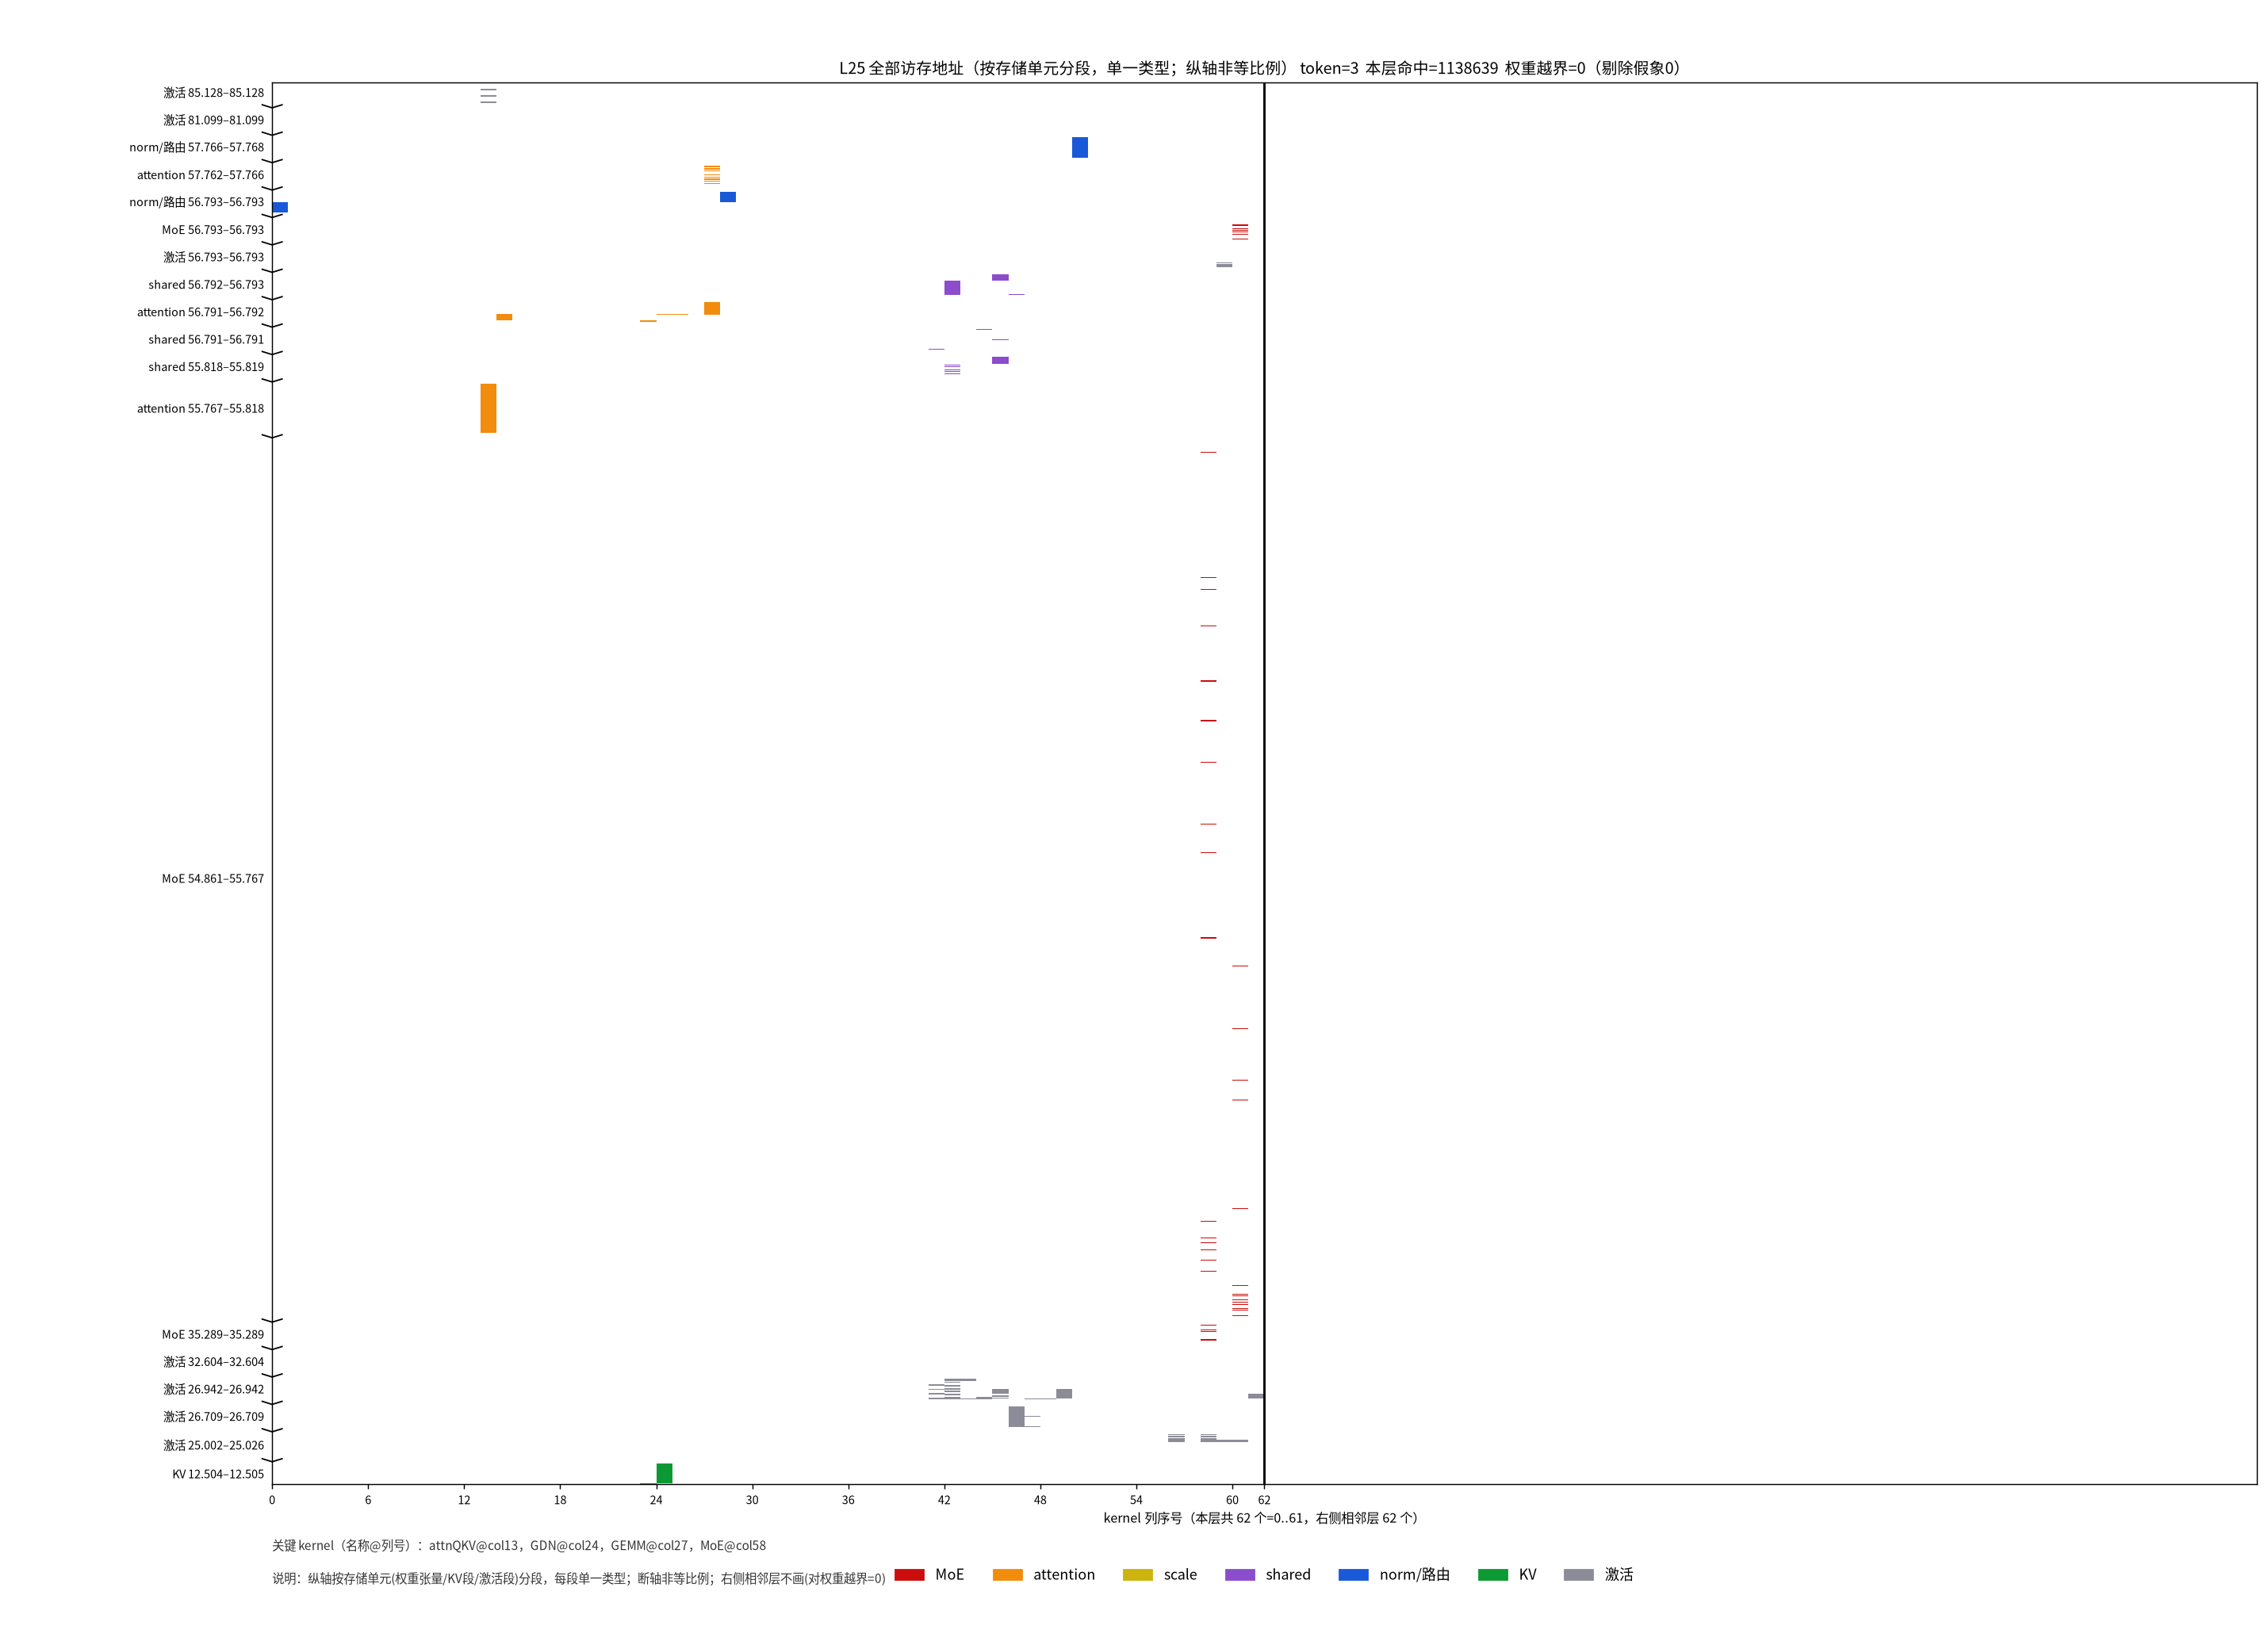 L25 全部访存地址（按存储单元分段，单一类型；纵轴非等比例） token=3 本层命中=1138639 权重越界=0（剔除假象0）
激活 85.128–85.128
激活 81.099–81.099
norm/路由 57.766–57.768
attention 57.762–57.766
norm/路由 56.793–56.793
MoE 56.793–56.793
激活 56.793–56.793
shared 56.792–56.793
attention 56.791–56.792
shared 56.791–56.791
shared 55.818–55.819
attention 55.767–55.818
MoE 54.861–55.767
MoE 35.289–35.289
激活 32.604–32.604
激活 26.942–26.942
激活 26.709–26.709
激活 25.002–25.026
KV 12.504–12.505
0 6 12 18 24 30 36 42 48 54 60 62
kernel 列序号（本层共 62 个=0..61，右侧相邻层 62 个）
关键 kernel（名称@列号）：attnQKV@col13，GDN@col24，GEMM@col27，MoE@col58
说明：纵轴按存储单元(权重张量/KV段/激活段)分段，每段单一类型；断轴非等比例；右侧相邻层不画(对权重越界=0)
MoE attention scale shared norm/路由 KV 激活